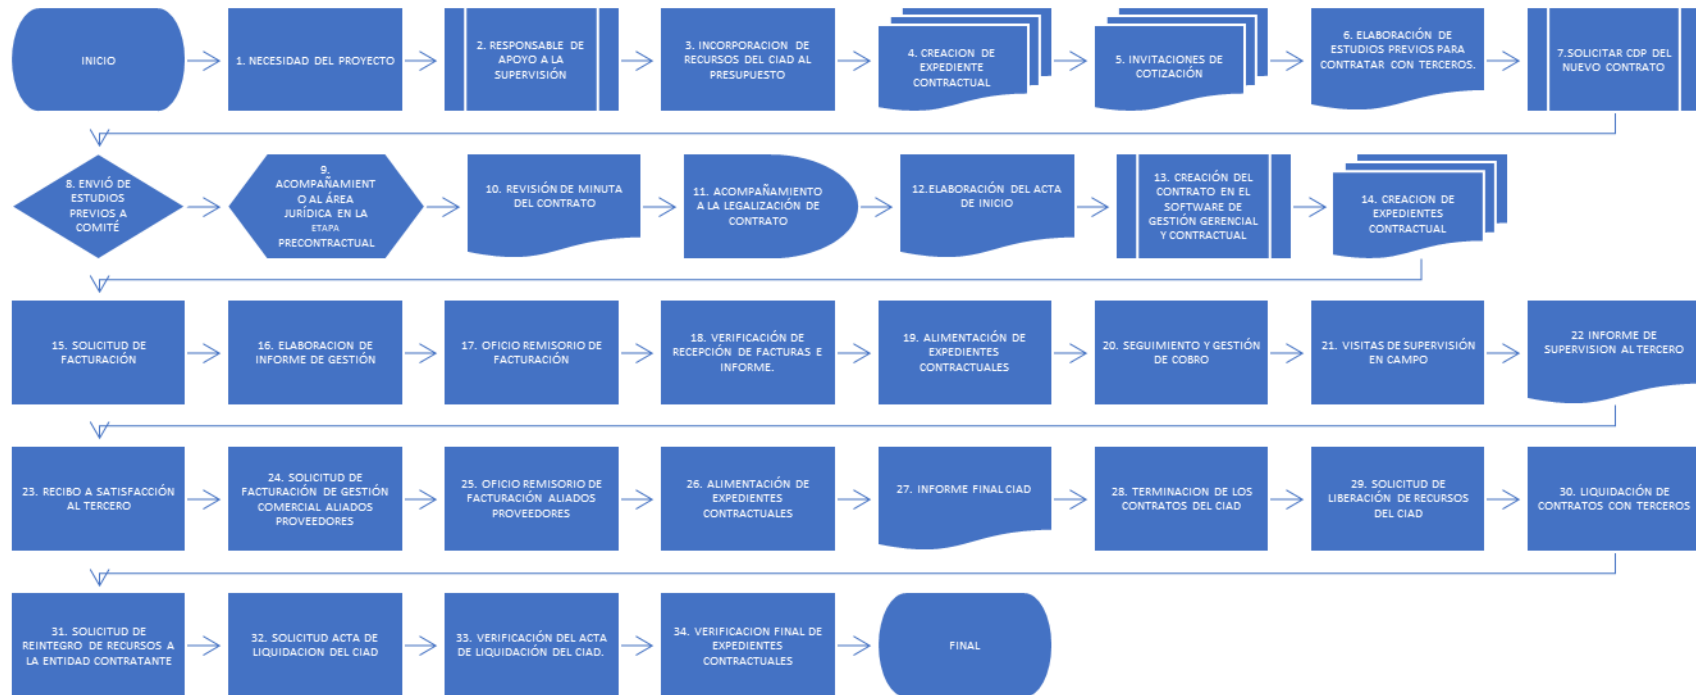 INICIO
1. NECESIDAD DEL PROYECTO
2. RESPONSABLE DE
APOYO A LA
SUPERVISIÓN
3. INCORPORACION DE
RECURSOS DEL CIAD AL
PRESUPUESTO
4. CREACION DE
EXPEDIENTE
CONTRACTUAL
5. INVITACIONES DE
COTIZACIÓN
6. ELABORACIÓN DE
ESTUDIOS PREVIOS PARA
CONTRATAR CON TERCEROS.
7.SOLICITAR CDP DEL
NUEVO CONTRATO
8. ENVIÓ DE
ESTUDIOS
PREVIOS A
COMITÉ
9.
ACOMPAÑAMIENT
O AL ÁREA
JURÍDICA EN LA
ETAPA
PRECONTRACTUAL
10. REVISIÓN DE MINUTA
DEL CONTRATO
11. ACOMPAÑAMIENTO
A LA LEGALIZACIÓN DE
CONTRATO
12.ELABORACIÓN DEL ACTA
DE INICIO
13. CREACIÓN DEL
CONTRATO EN EL
SOFTWARE DE
GESTIÓN GERENCIAL
Y CONTRACTUAL
14. CREACION DE
EXPEDIENTES
CONTRACTUAL
15. SOLICITUD DE
FACTURACIÓN
16. ELABORACION DE
INFORME DE GESTIÓN
17. OFICIO REMISORIO DE
FACTURACIÓN
18. VERIFICACIÓN DE
RECEPCIÓN DE FACTURAS E
INFORME.
19. ALIMENTACIÓN DE
EXPEDIENTES
CONTRACTUALES
20. SEGUIMIENTO Y GESTIÓN
DE COBRO
21. VISITAS DE SUPERVISIÓN
EN CAMPO
22 INFORME DE
SUPERVISION AL TERCERO
23. RECIBO A SATISFACCIÓN
AL TERCERO
24. SOLICITUD DE
FACTURACIÓN DE GESTIÓN
COMERCIAL ALIADOS
PROVEEDORES
25. OFICIO REMISORIO DE
FACTURACIÓN ALIADOS
PROVEEDORES
26. ALIMENTACIÓN DE
EXPEDIENTES
CONTRACTUALES
27. INFORME FINAL CIAD
28. TERMINACION DE LOS
CONTRATOS DEL CIAD
29. SOLICITUD DE
LIBERACIÓN DE RECURSOS
DEL CIAD
30. LIQUIDACIÓN DE
CONTRATOS CON TERCEROS
31. SOLICITUD DE
REINTEGRO DE RECURSOS A
LA ENTIDAD CONTRATANTE
32. SOLICITUD ACTA DE
LIQUIDACION DEL CIAD
33. VERIFICACIÓN DEL ACTA
DE LIQUIDACIÓN DEL CIAD.
34. VERIFICACION FINAL DE
EXPEDIENTES
CONTRACTUALES
FINAL